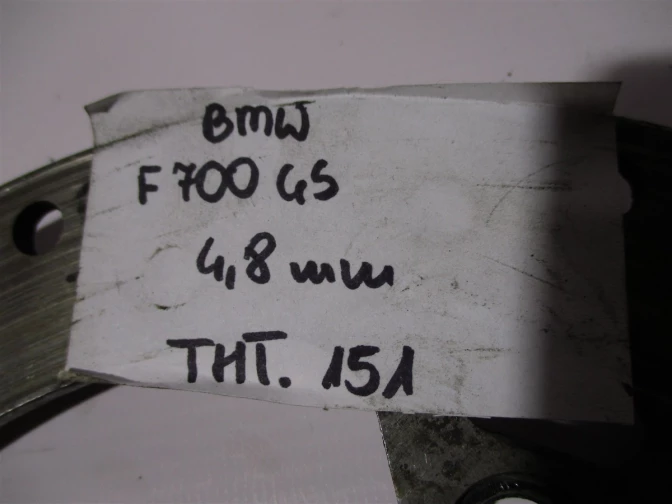 BMW
F 700 GS
4,8 mm
THT. 151